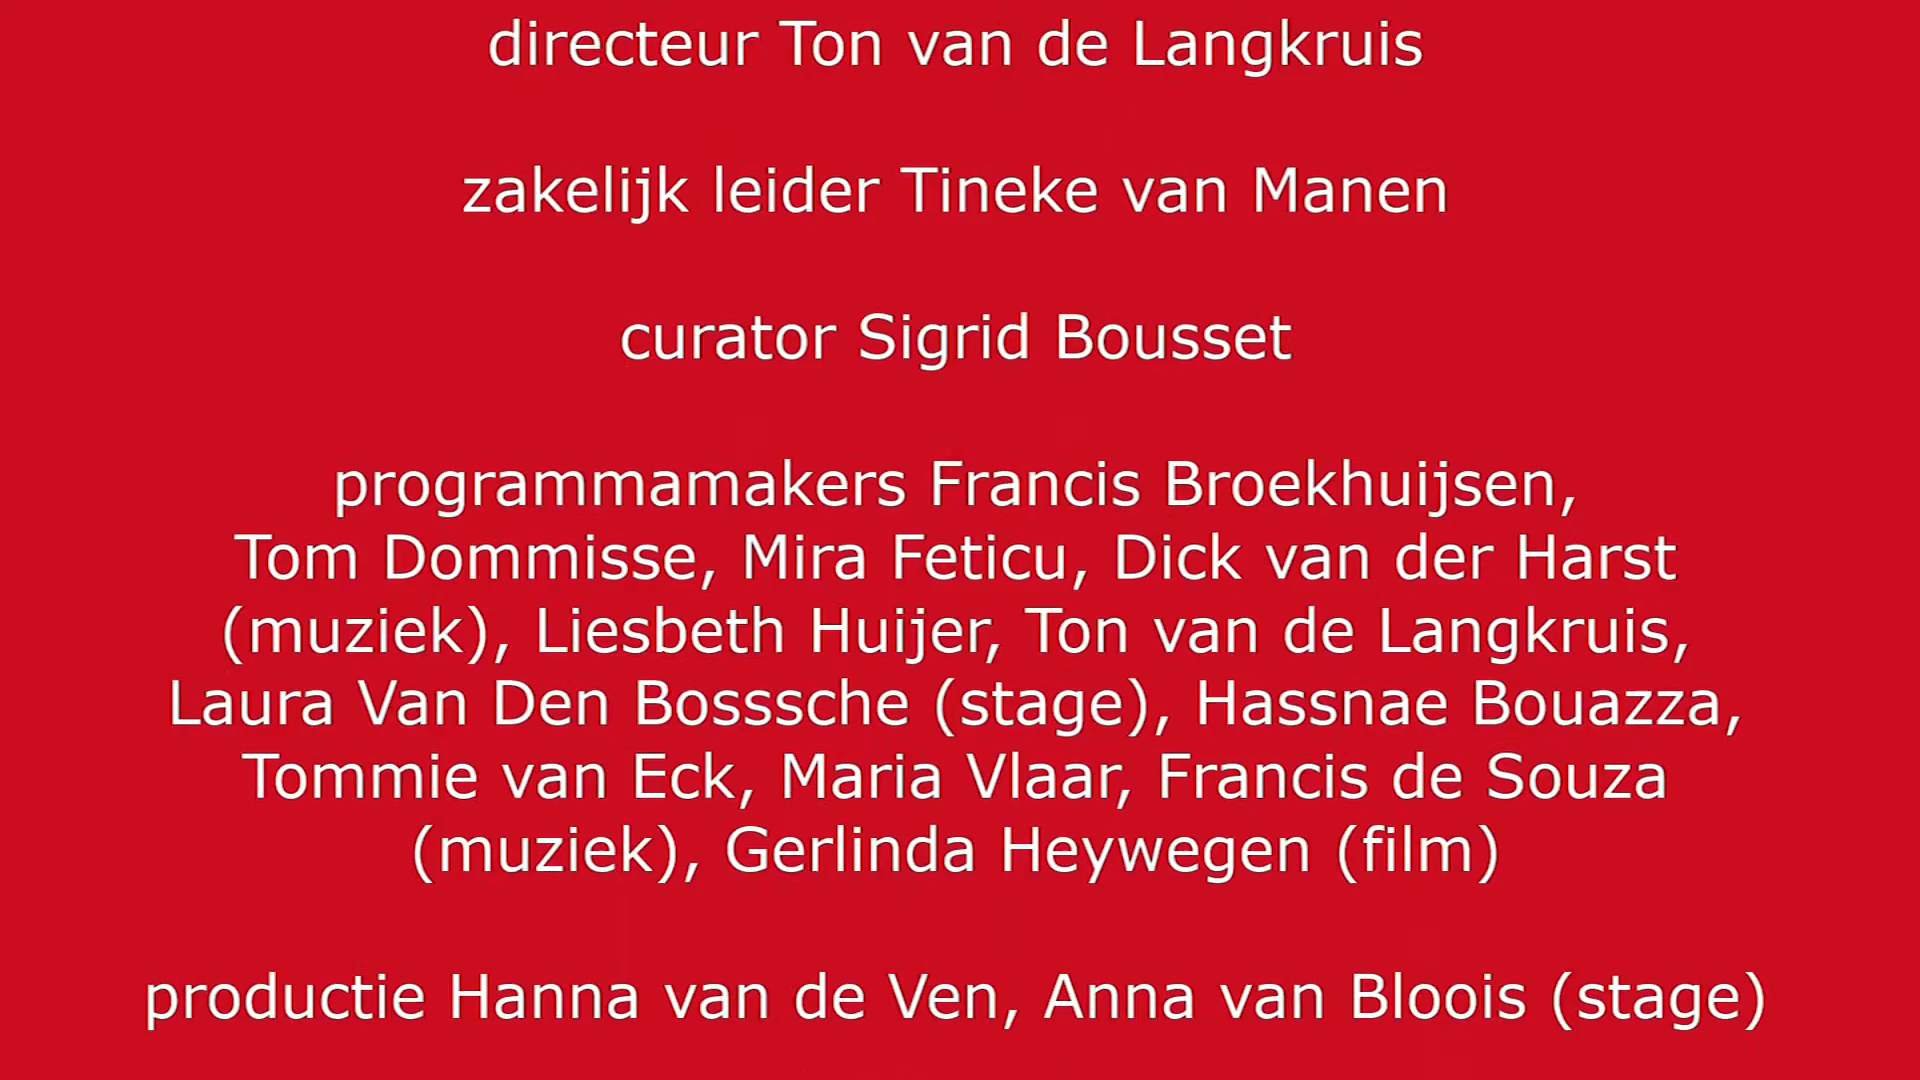 directeur Ton van de Langkruis
zakelijk leider Tineke van Manen
curator Sigrid Bousset
programmamakers Francis Broekhuijsen,
Tom Dommisse, Mira Feticu, Dick van der Harst
(muziek), Liesbeth Huijer, Ton van de Langkruis,
Laura Van Den Bosssche (stage), Hassnae Bouazza,
Tommie van Eck, Maria Vlaar, Francis de Souza
(muziek), Gerlinda Heywegen (film)
productie Hanna van de Ven, Anna van Bloois (stage)